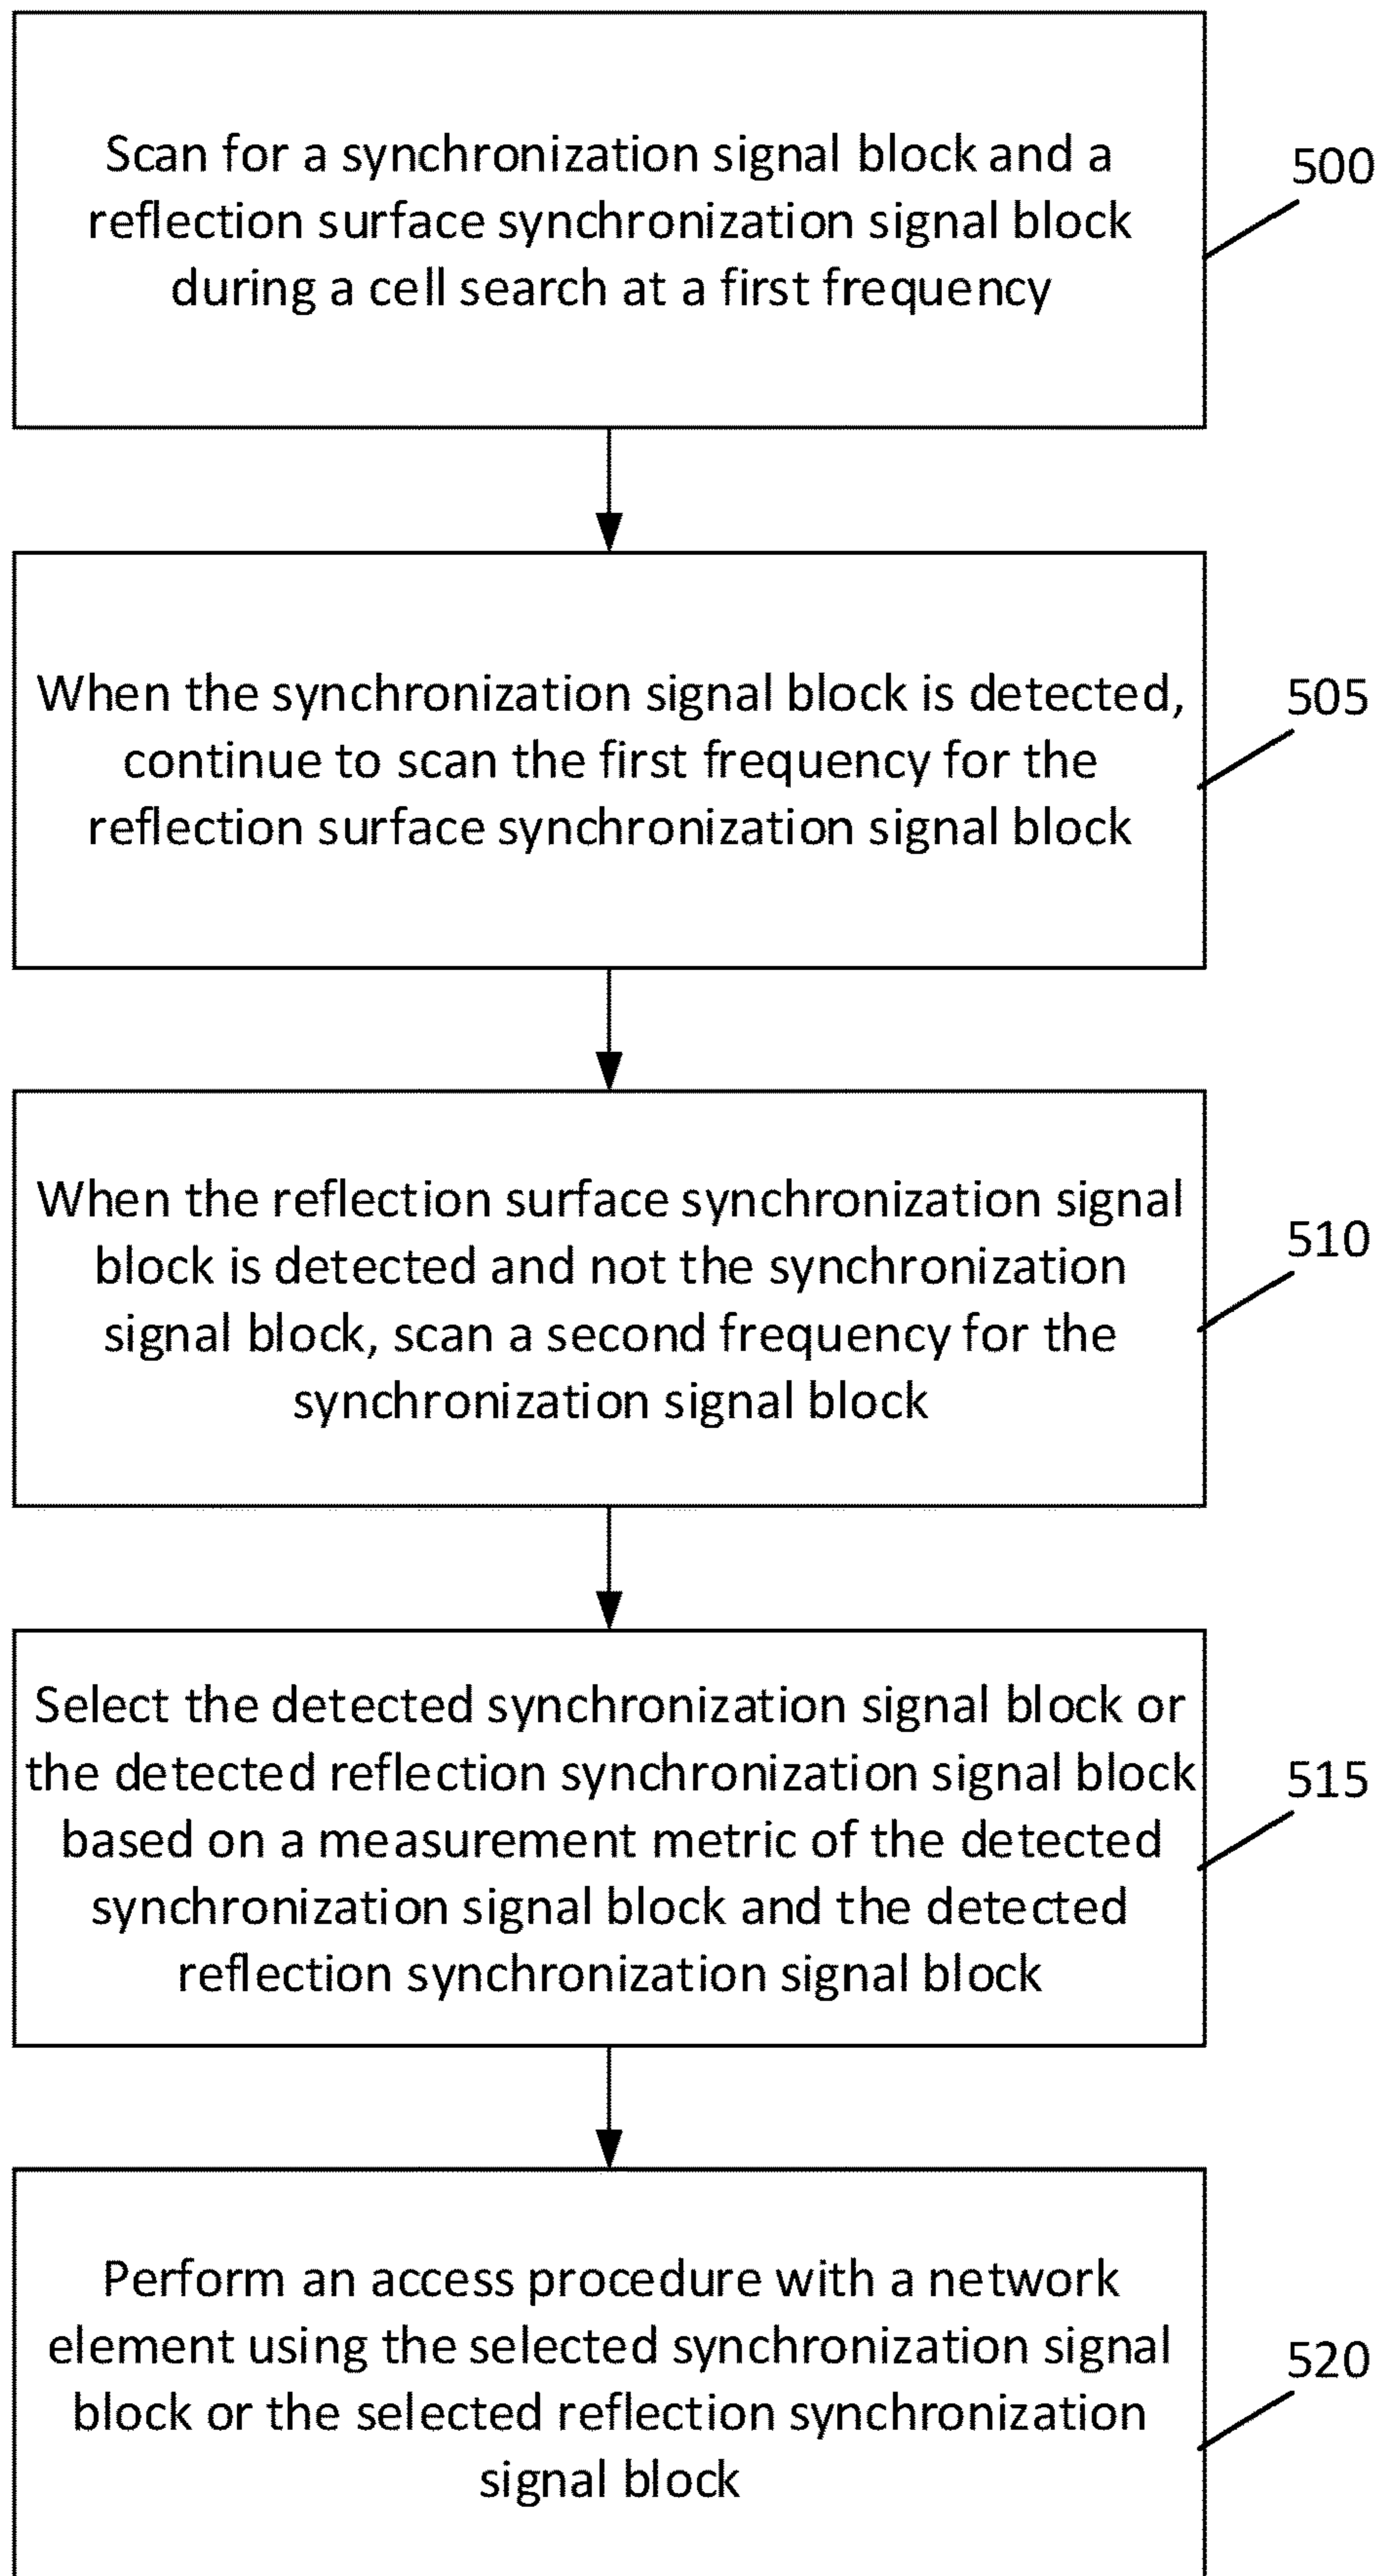 Scan for a synchronization signal block and a
reflection surface synchronization signal block
during a cell search at a first frequency
500
When the synchronization signal block is detected,
continue to scan the first frequency for the
reflection surface synchronization signal block
505
When the reflection surface synchronization signal
block is detected and not the synchronization
signal block, scan a second frequency for the
synchronization signal block
510
Select the detected synchronization signal block or
the detected reflection synchronization signal block
based on a measurement metric of the detected
synchronization signal block and the detected
reflection synchronization signal block
515
Perform an access procedure with a network
element using the selected synchronization signal
block or the selected reflection synchronization
signal block
520